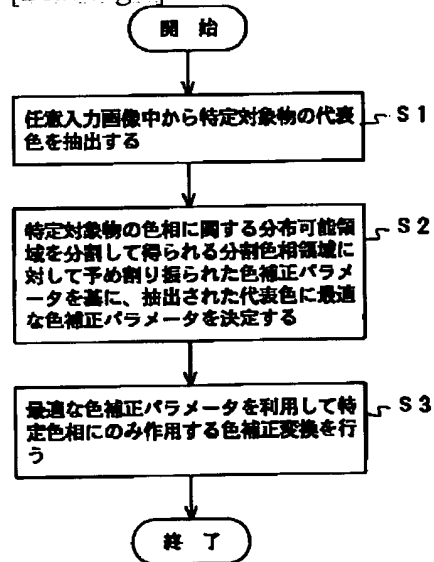 開 始
任意入力画像中から特定対象物の代表
色を抽出する
S1
特定対象物の色相に関する分布可能領
域を分割して得られる分割色相領域に
対して予め割り振られた色補正パラメ
ータを基に、抽出された代表色に最適
な色補正パラメータを決定する
S2
最適な色補正パラメータを利用して特
定色相にのみ作用する色補正変換を行
う
S3
終 了